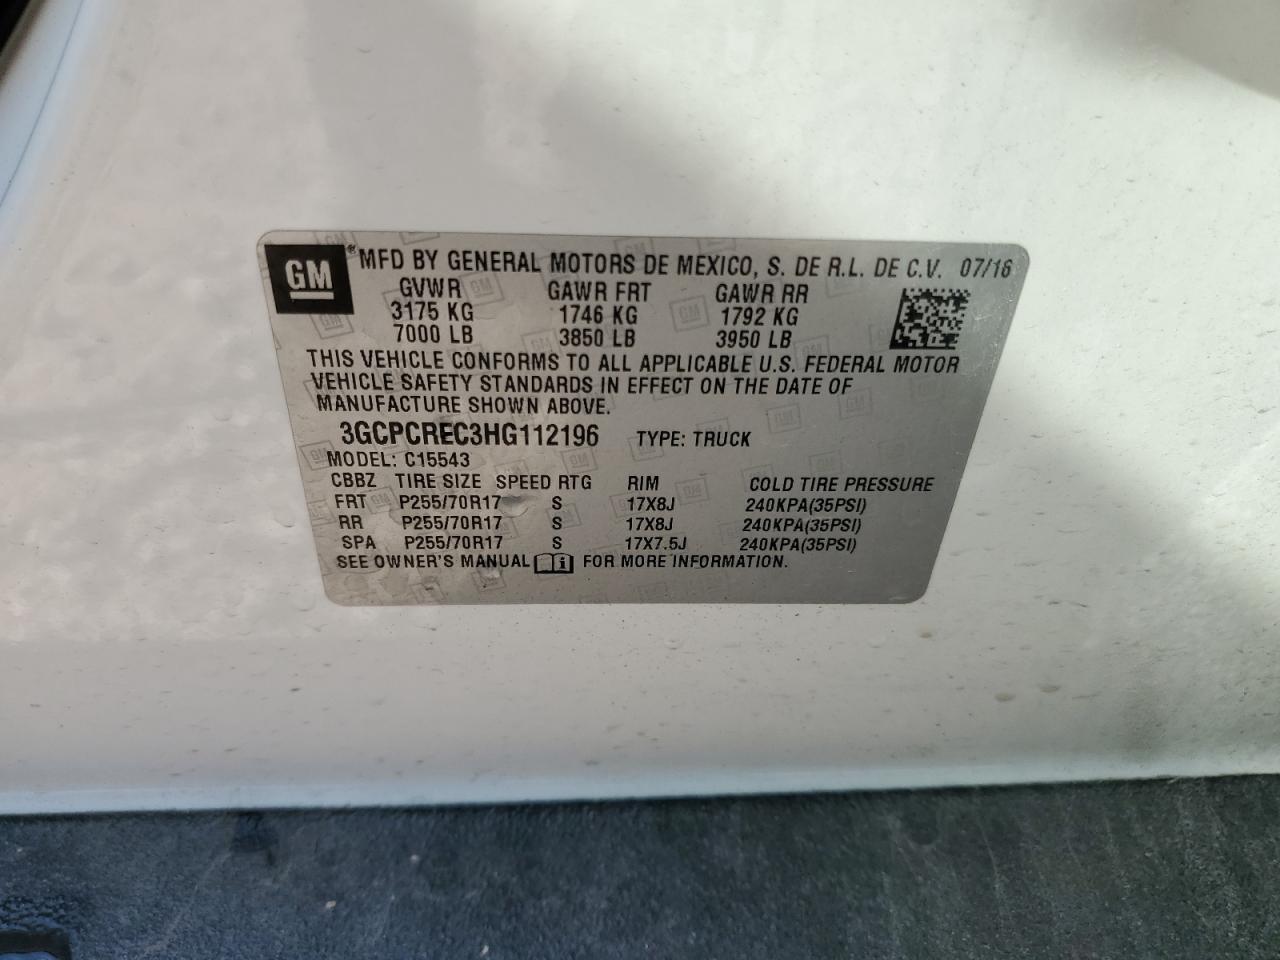 GM ® MFD BY GENERAL MOTORS DE MEXICO, S. DE R.L. DE C.V. 07/16
GVWR GAWR FRT GAWR RR
3175 KG 1746 KG 1792 KG
7000 LB 3850 LB 3950 LB
THIS VEHICLE CONFORMS TO ALL APPLICABLE U.S. FEDERAL MOTOR
VEHICLE SAFETY STANDARDS IN EFFECT ON THE DATE OF
MANUFACTURE SHOWN ABOVE.
3GCPCREC3HG112196 TYPE: TRUCK
MODEL: C15543
CBBZ TIRE SIZE SPEED RTG RIM COLD TIRE PRESSURE
FRT P255/70R17 S 17X8J 240KPA(35PSI)
RR P255/70R17 S 17X8J 240KPA(35PSI)
SPA P255/70R17 S 17X7.5J 240KPA(35PSI)
SEE OWNER'S MANUAL i FOR MORE INFORMATION.